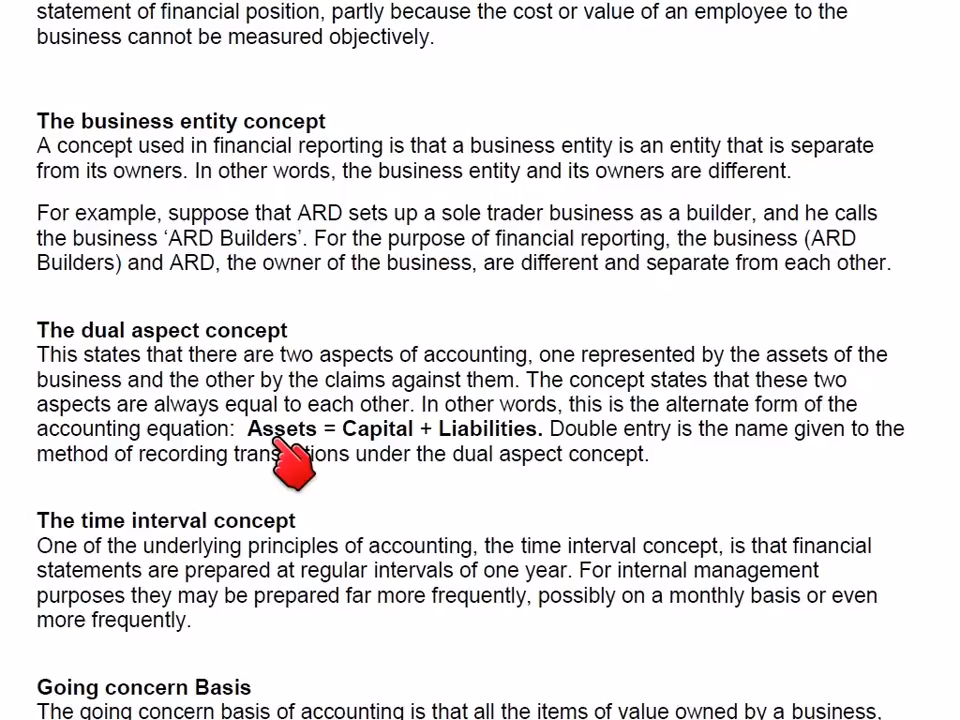 statement of financial position, partly because the cost or value of an employee to the
business cannot be measured objectively.
The business entity concept
A concept used in financial reporting is that a business entity is an entity that is separate
from its owners. In other words, the business entity and its owners are different.
For example, suppose that ARD sets up a sole trader business as a builder, and he calls
the business ‘ARD Builders’. For the purpose of financial reporting, the business (ARD
Builders) and ARD, the owner of the business, are different and separate from each other.
The dual aspect concept
This states that there are two aspects of accounting, one represented by the assets of the
business and the other by the claims against them. The concept states that these two
aspects are always equal to each other. In other words, this is the alternate form of the
accounting equation: Assets = Capital + Liabilities. Double entry is the name given to the
method of recording transactions under the dual aspect concept.
The time interval concept
One of the underlying principles of accounting, the time interval concept, is that financial
statements are prepared at regular intervals of one year. For internal management
purposes they may be prepared far more frequently, possibly on a monthly basis or even
more frequently.
Going concern Basis
The going concern basis of accounting is that all the items of value owned by a business,